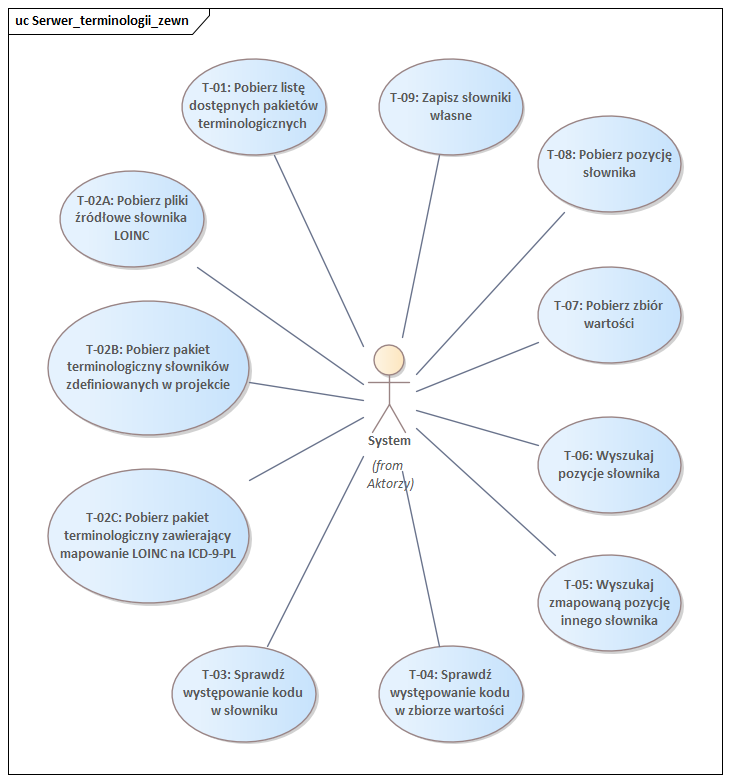 uc Serwer_terminologii_zewn
T-01: Pobierz listę
dostępnych pakietów
terminologicznych
T-09: Zapisz słowniki
własne
T-08: Pobierz pozycję
słownika
T-02A: Pobierz pliki
źródłowe słownika
LOINC
T-07: Pobierz zbiór
wartości
T-02B: Pobierz pakiet
terminologiczny słowników
zdefiniowanych w projekcie
System
(from
Aktorzy)
T-06: Wyszukaj
pozycje słownika
T-02C: Pobierz pakiet
terminologiczny zawierający
mapowanie LOINC na ICD-9-PL
T-05: Wyszukaj
zmapowaną pozycję
innego słownika
T-03: Sprawdź
występowanie kodu
w słowniku
T-04: Sprawdź
występowanie kodu
w zbiorze wartości